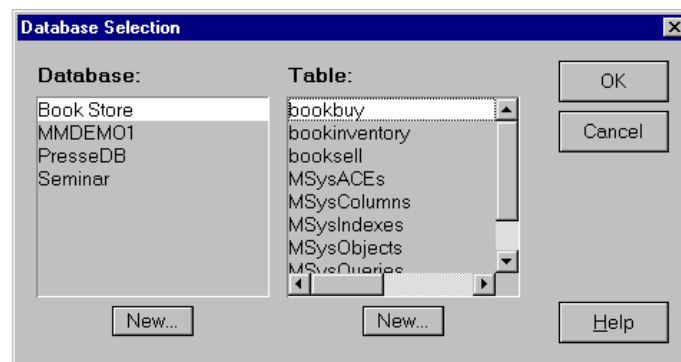 Database Selection
Database:
Book Store
MMDEMO1
PresseDB
Seminar
New...
Table:
bookbuy
bookinventory
booksell
MSysACEs
MSysColumns
MSysIndexes
MSysObjects
MSysQueries
New...
OK
Cancel
Help